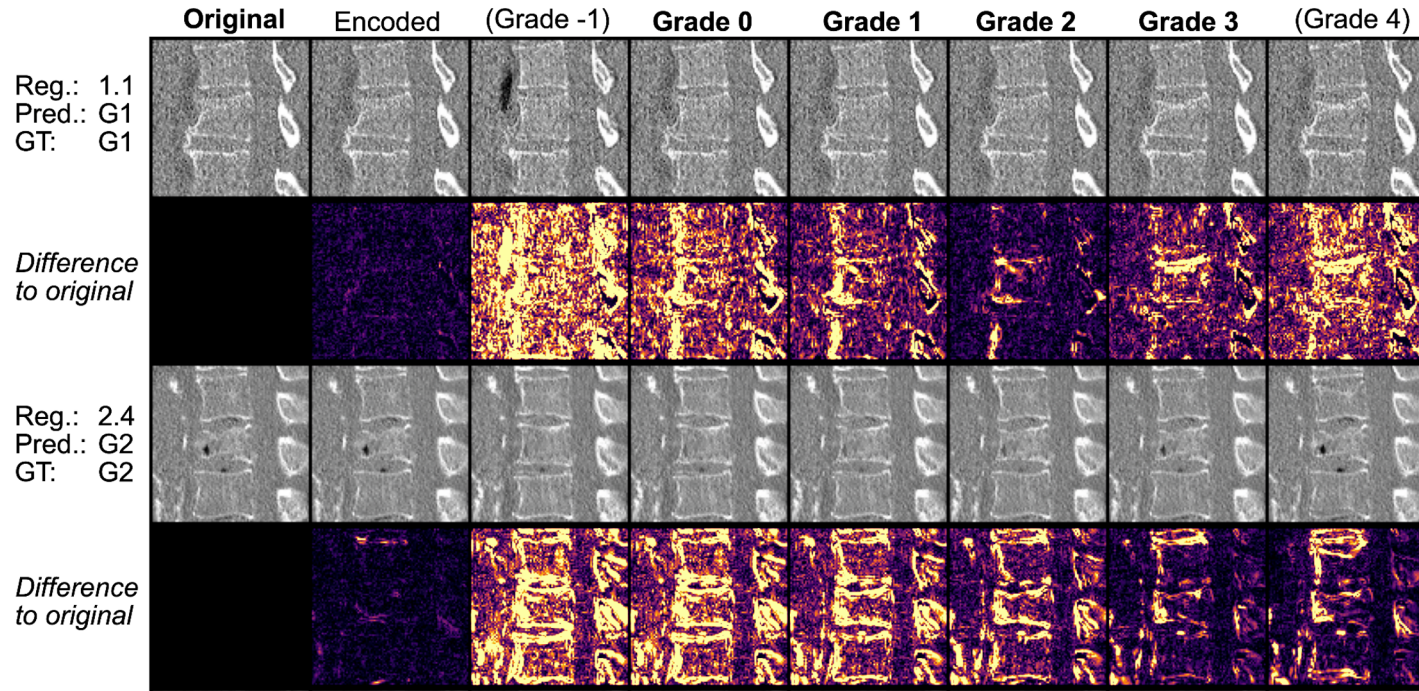 Original Encoded (Grade -1) Grade 0 Grade 1 Grade 2 Grade 3 (Grade 4)
Reg.: 1.1
Pred.: G1
GT: G1
Difference
to original
Reg.: 2.4
Pred.: G2
GT: G2
Difference
to original